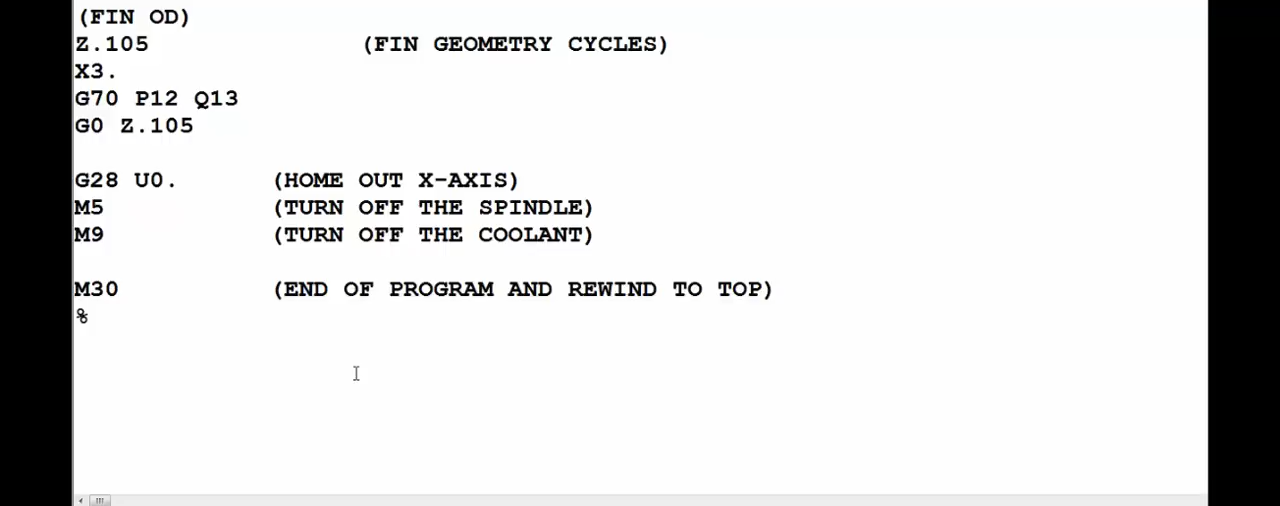 (FIN OD)
Z.105 (FIN GEOMETRY CYCLES)
X3.
G70 P12 Q13
G0 Z.105
G28 U0. (HOME OUT X-AXIS)
M5 (TURN OFF THE SPINDLE)
M9 (TURN OFF THE COOLANT)
M30 (END OF PROGRAM AND REWIND TO TOP)
%